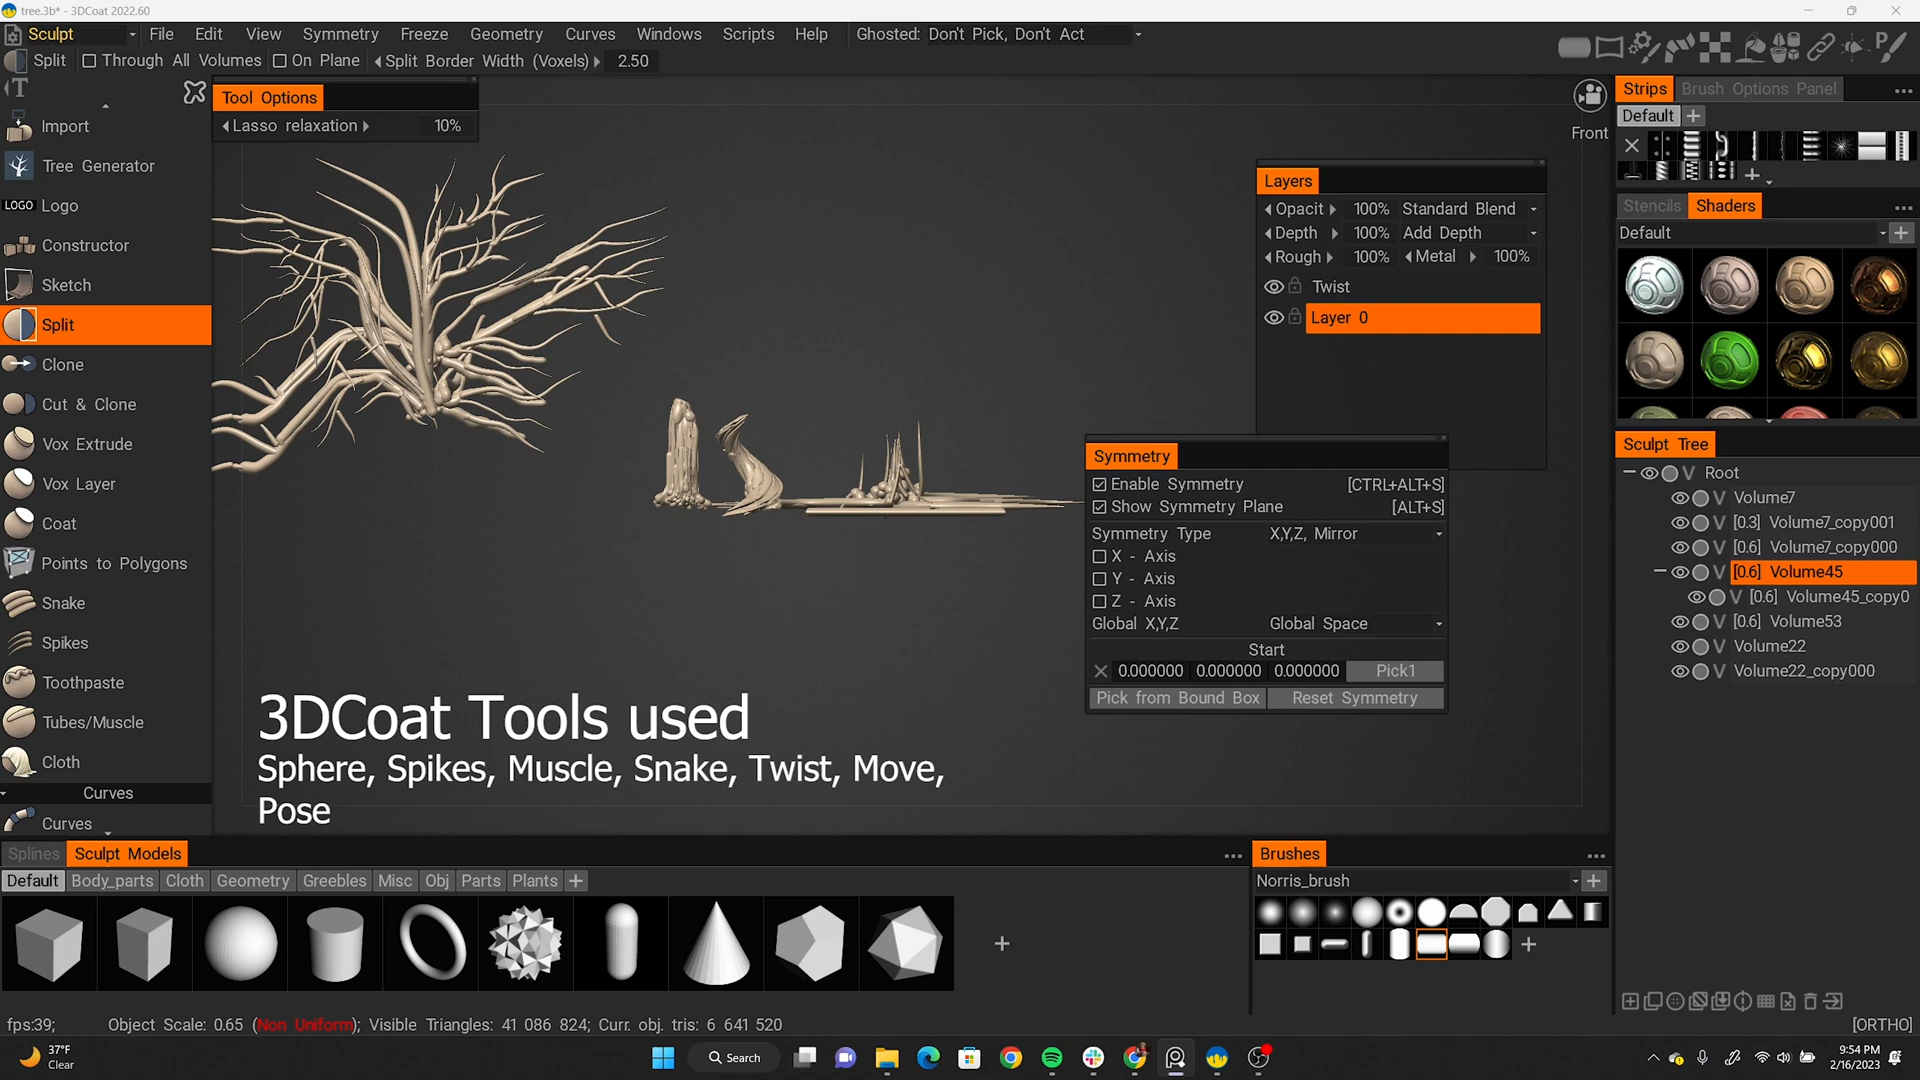 tree.3b* - 3DCoat 2022.60
Sculpt File Edit View Symmetry Freeze Geometry Curves Windows Scripts Help Ghosted: Don't Pick, Don't Act
Split Through All Volumes On Plane Split Border Width (Voxels) 2.50
T
Tool Options
Lasso relaxation 10%
Import
Tree Generator
LOGO Logo
Constructor
Sketch
Split
Clone
Cut & Clone
Vox Extrude
Vox Layer
Coat
Points to Polygons
Snake
Spikes
Toothpaste
Tubes/Muscle
Cloth
Curves
Curves
Front
Layers
Opacit 100% Standard Blend
Depth 100% Add Depth
Rough 100% Metal 100%
Twist
Layer 0
Symmetry
Enable Symmetry [CTRL+ALT+S]
Show Symmetry Plane [ALT+S]
Symmetry Type X,Y,Z, Mirror
X - Axis
Y - Axis
Z - Axis
Global X,Y,Z Global Space
Start
0.000000 0.000000 0.000000 Pick1
Pick from Bound Box Reset Symmetry
3DCoat Tools used
Sphere, Spikes, Muscle, Snake, Twist, Move,
Pose
Strips Brush Options Panel
Default
Stencils Shaders
Default
Sculpt Tree
V Root
V Volume7
V [0.3] Volume7_copy001
V [0.6] Volume7_copy000
V [0.6] Volume45
V [0.6] Volume45_copy0
V [0.6] Volume53
V Volume22
V Volume22_copy000
Splines Sculpt Models
Default Body_parts Cloth Geometry Greebles Misc Obj Parts Plants
Brushes
Norris_brush
fps:39; Object Scale: 0.65 (Non Uniform); Visible Triangles: 41 086 824; Curr. obj. tris: 6 641 520
[ORTHO]
37°F
Clear
Search
9:54 PM
2/16/2023